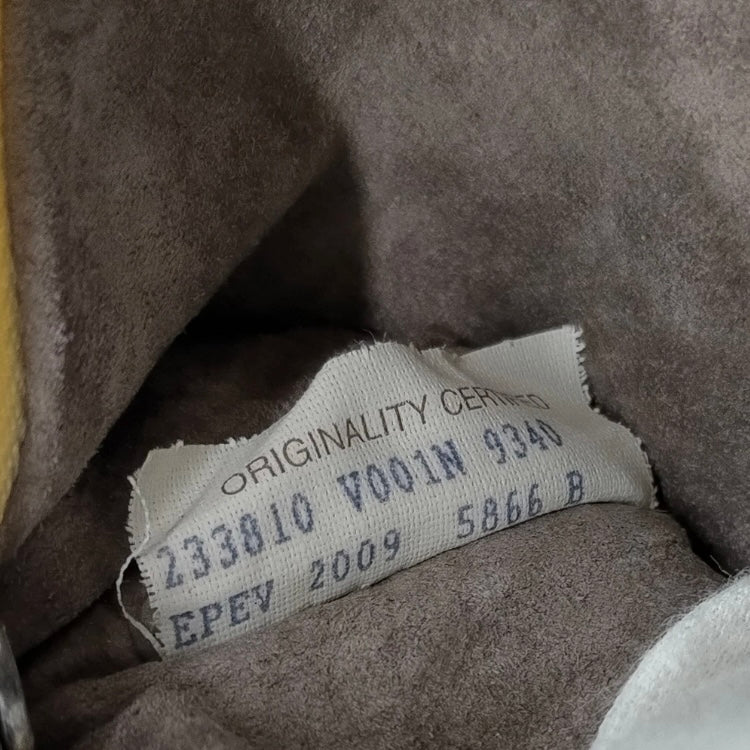 ORIGINALITY CERTIFIED
233810 V001N 9340
EPEV 2009 5866 B